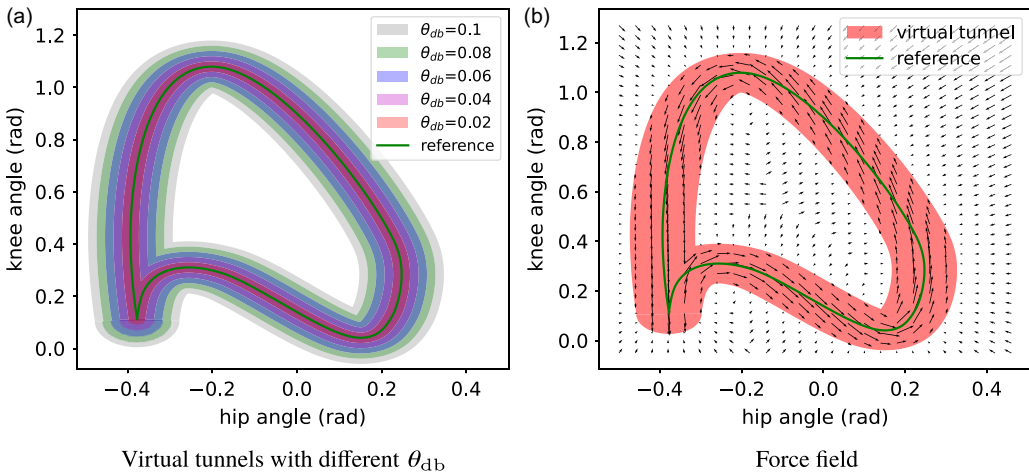 (a)
knee angle (rad)
1.2
1.0
0.8
0.6
0.4
0.2
0.0
−0.4
−0.2
0.0
0.2
0.4
hip angle (rad)
θdb=0.1
θdb=0.08
θdb=0.06
θdb=0.04
θdb=0.02
reference
Virtual tunnels with different θdb
(b)
knee angle (rad)
1.2
1.0
0.8
0.6
0.4
0.2
0.0
−0.4
−0.2
0.0
0.2
0.4
hip angle (rad)
virtual tunnel
reference
Force field